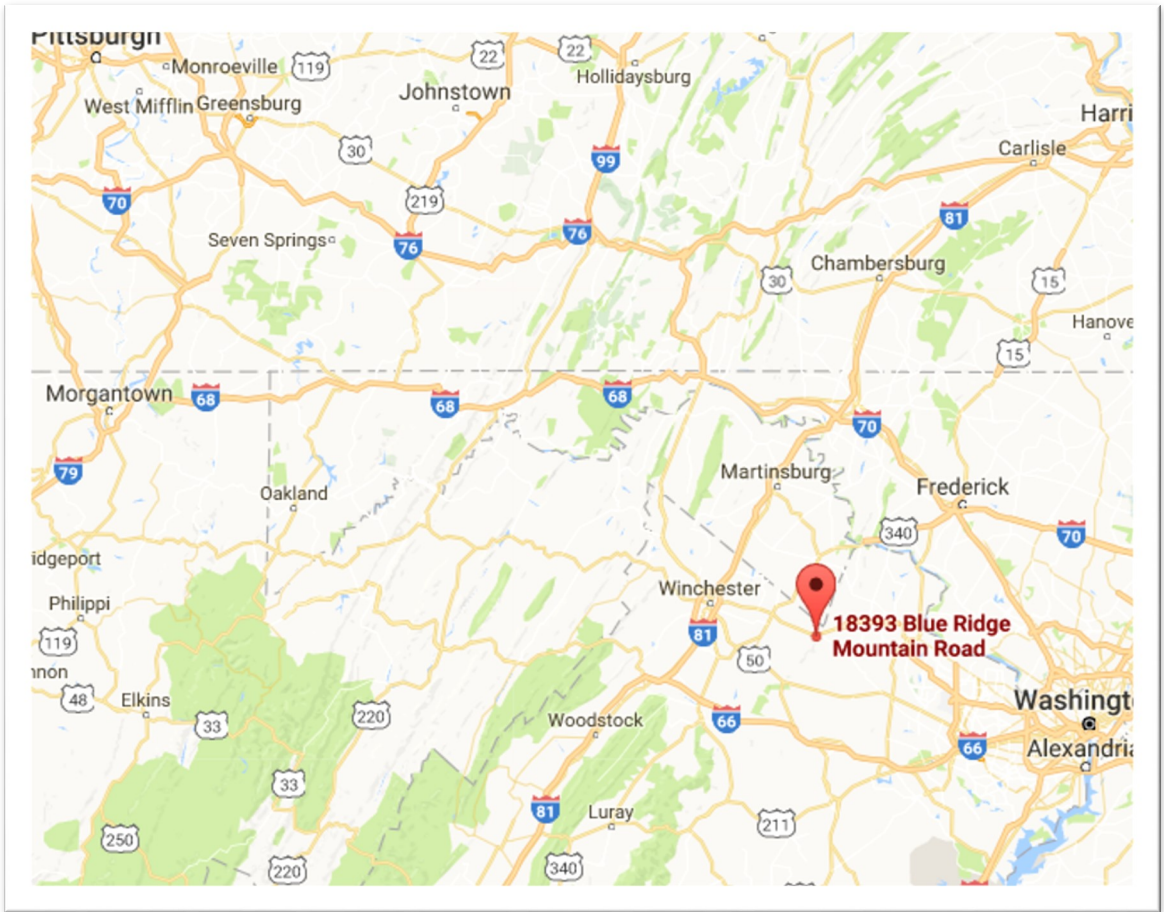 Pittsburgh
Monroeville
119
22
22
Hollidaysburg
West Mifflin
Greensburg
Johnstown
Harri
30
99
Carlisle
70
219
81
76
76
Seven Springs
Chambersburg
30
15
Hanove
15
Morgantown
68
68
68
70
79
Martinsburg
Oakland
Frederick
340
70
idgeport
Winchester
Philipi
119
81
18393 Blue Ridge
Mountain Road
50
nnon
48
Elkins
33
220
Woodstock
66
Washingt
66
Alexandria
33
81
Luray
211
250
220
340